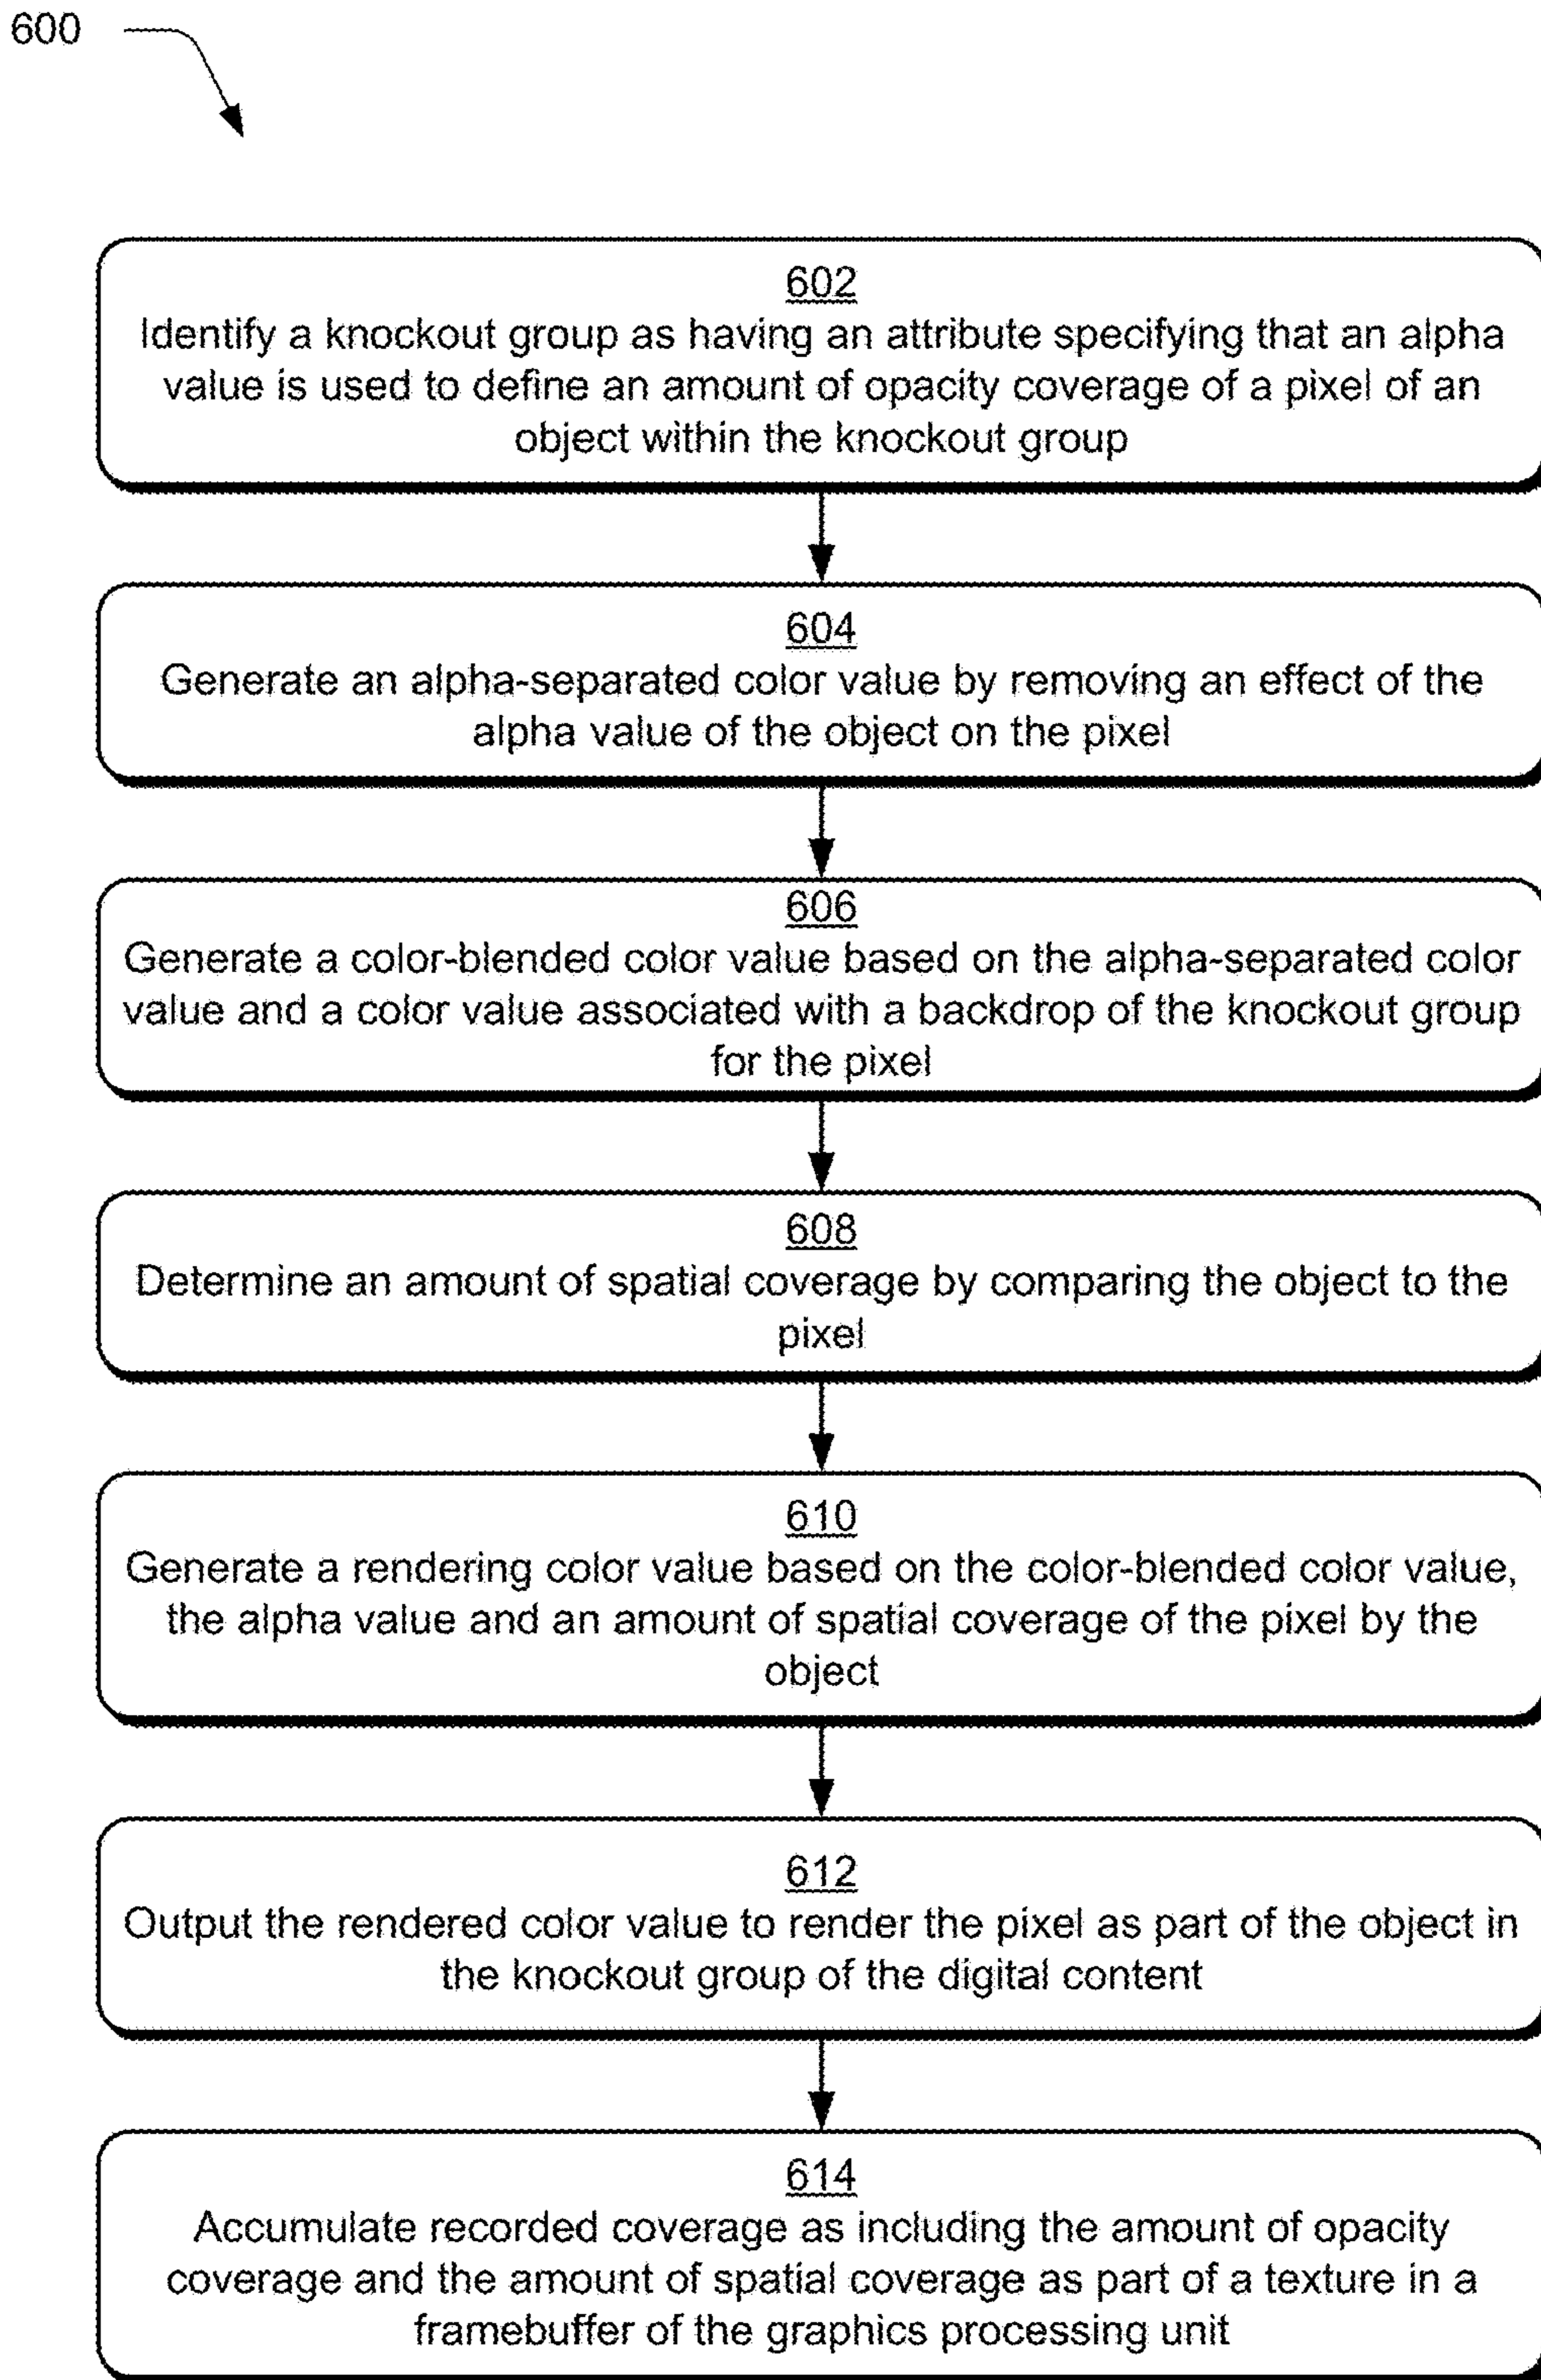 600
602
Identify a knockout group as having an attribute specifying that an alpha
value is used to define an amount of opacity coverage of a pixel of an
object within the knockout group
604
Generate an alpha-separated color value by removing an effect of the
alpha value of the object on the pixel
606
Generate a color-blended color value based on the alpha-separated color
value and a color value associated with a backdrop of the knockout group
for the pixel
608
Determine an amount of spatial coverage by comparing the object to the
pixel
610
Generate a rendering color value based on the color-blended color value,
the alpha value and an amount of spatial coverage of the pixel by the
object
612
Output the rendered color value to render the pixel as part of the object in
the knockout group of the digital content
614
Accumulate recorded coverage as including the amount of opacity
coverage and the amount of spatial coverage as part of a texture in a
framebuffer of the graphics processing unit